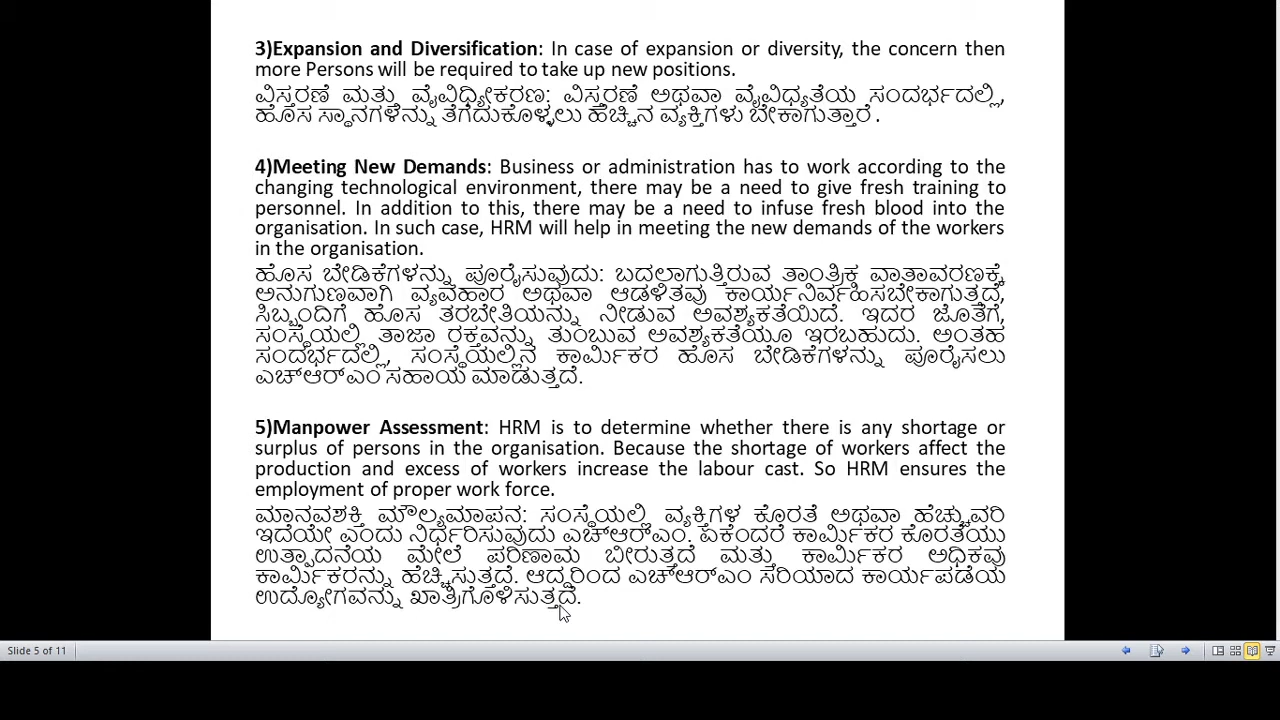 3)Expansion and Diversification: In case of expansion or diversity, the concern then
more Persons will be required to take up new positions.
ವಿಸ್ತರಣೆ ಮತ್ತು ವೈವಿಧ್ಯೀಕರಣ: ವಿಸ್ತರಣೆ ಅಥವಾ ವೈವಿಧ್ಯತೆಯ ಸಂದರ್ಭದಲ್ಲಿ,
ಹೊಸ ಸ್ಥಾನಗಳನ್ನು ತೆಗೆದುಕೊಳ್ಳಲು ಹೆಚ್ಚಿನ ವ್ಯಕ್ತಿಗಳು ಬೇಕಾಗುತ್ತಾರೆ .
4)Meeting New Demands: Business or administration has to work according to the
changing technological environment, there may be a need to give fresh training to
personnel. In addition to this, there may be a need to infuse fresh blood into the
organisation. In such case, HRM will help in meeting the new demands of the workers
in the organisation.
ಹೊಸ ಬೇಡಿಕೆಗಳನ್ನು ಪೂರೈಸುವುದು: ಬದಲಾಗುತ್ತಿರುವ ತಾಂತ್ರಿಕ ವಾತಾವರಣಕ್ಕೆ
ಅನುಗುಣವಾಗಿ ವ್ಯವಹಾರ ಅಥವಾ ಆಡಳಿತವು ಕಾರ್ಯನಿರ್ವಹಿಸಬೇಕಾಗುತ್ತದೆ,
ಸಿಬ್ಬಂದಿಗೆ ಹೊಸ ತರಬೇತಿಯನ್ನು ನೀಡುವ ಅವಶ್ಯಕತೆಯಿದೆ. ಇದರ ಜೊತೆಗೆ,
ಸಂಸ್ಥೆಯಲ್ಲಿ ತಾಜಾ ರಕ್ತವನ್ನು ತುಂಬುವ ಅವಶ್ಯಕತೆಯೂ ಇರಬಹುದು. ಅಂತಹ
ಸಂದರ್ಭದಲ್ಲಿ, ಸಂಸ್ಥೆಯಲ್ಲಿನ ಕಾರ್ಮಿಕರ ಹೊಸ ಬೇಡಿಕೆಗಳನ್ನು ಪೂರೈಸಲು
ಎಚ್‌ಆರ್‌ಎಂ ಸಹಾಯ ಮಾಡುತ್ತದೆ.
5)Manpower Assessment: HRM is to determine whether there is any shortage or
surplus of persons in the organisation. Because the shortage of workers affect the
production and excess of workers increase the labour cast. So HRM ensures the
employment of proper work force.
ಮಾನವಶಕ್ತಿ ಮೌಲ್ಯಮಾಪನ: ಸಂಸ್ಥೆಯಲ್ಲಿ ವ್ಯಕ್ತಿಗಳ ಕೊರತೆ ಅಥವಾ ಹೆಚ್ಚುವರಿ
ಇದೆಯೇ ಎಂದು ನಿರ್ಧರಿಸುವುದು ಎಚ್‌ಆರ್‌ಎಂ. ಏಕೆಂದರೆ ಕಾರ್ಮಿಕರ ಕೊರತೆಯು
ಉತ್ಪಾದನೆಯ ಮೇಲೆ ಪರಿಣಾಮ ಬೀರುತ್ತದೆ ಮತ್ತು ಕಾರ್ಮಿಕರ ಅಧಿಕವು
ಕಾರ್ಮಿಕರನ್ನು ಹೆಚ್ಚಿಸುತ್ತದೆ. ಆದ್ದರಿಂದ ಎಚ್‌ಆರ್‌ಎಂ ಸರಿಯಾದ ಕಾರ್ಯಪಡೆಯ
ಉದ್ಯೋಗವನ್ನು ಖಾತ್ರಿಗೊಳಿಸುತ್ತದೆ.
Slide 5 of 11